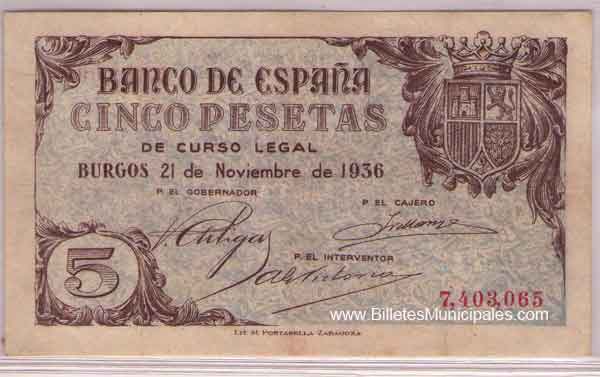 BANCO DE ESPAÑA
CINCO PESETAS
DE CURSO LEGAL
BURGOS 21 de Noviembre de 1936
P. EL GOBERNADOR
P EL CAJERO
P. EL INTERVENTOR
5
7,403,065
www.BilletesMunicipales.com
LIT. M. PORTABELLA ZARAGOZA